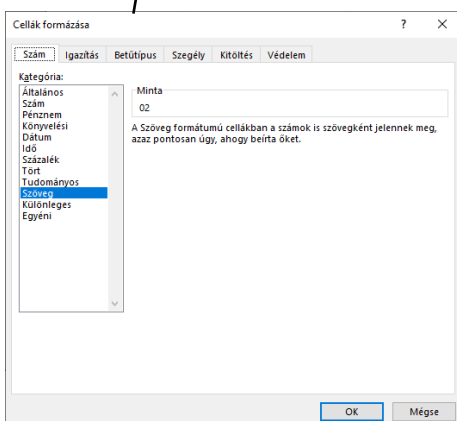 Cellák formázása ? ×
Szám Igazítás Betűtípus Szegély Kitöltés Védelem
Kategória:
Általános
Szám
Pénznem
Könyvelési
Dátum
Idő
Százalék
Tört
Tudományos
Szöveg
Különleges
Egyéni
Minta
02
A Szöveg formátumú cellákban a számok is szövegként jelennek meg,
azaz pontosan úgy, ahogy beírta őket.
OK Mégse